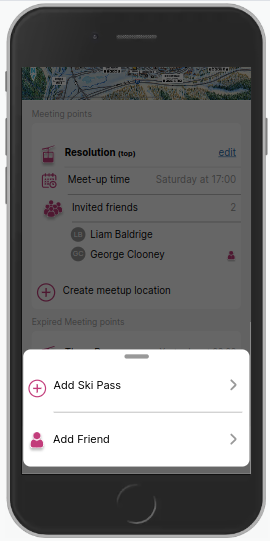 Meeting points
Resolution (top) edit
Meet-up time Saturday at 17:00
Invited friends 2
LB Liam Baldrige
GC George Clooney
Create meetup location
Expired Meeting points
Add Ski Pass
Add Friend